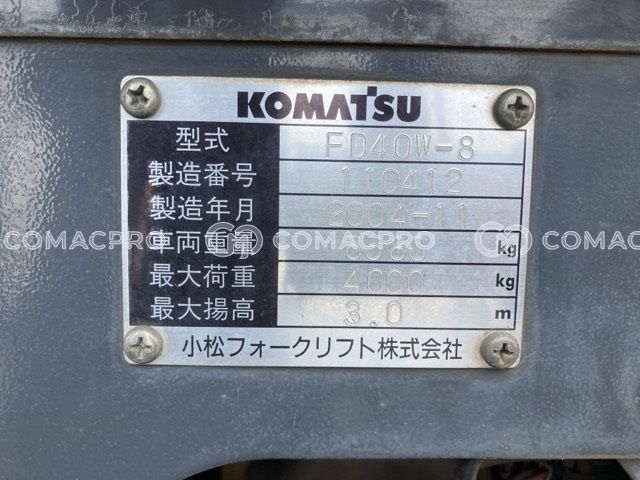 KOMATSU
型式 FD40W-8
製造番号 110412
製造年月 2004-11
COMACPRO COMACPRO COMACPRO
車両重量 kg
最大荷重 4000 kg
最大揚高 3.0 m
小松フォークリフト株式会社